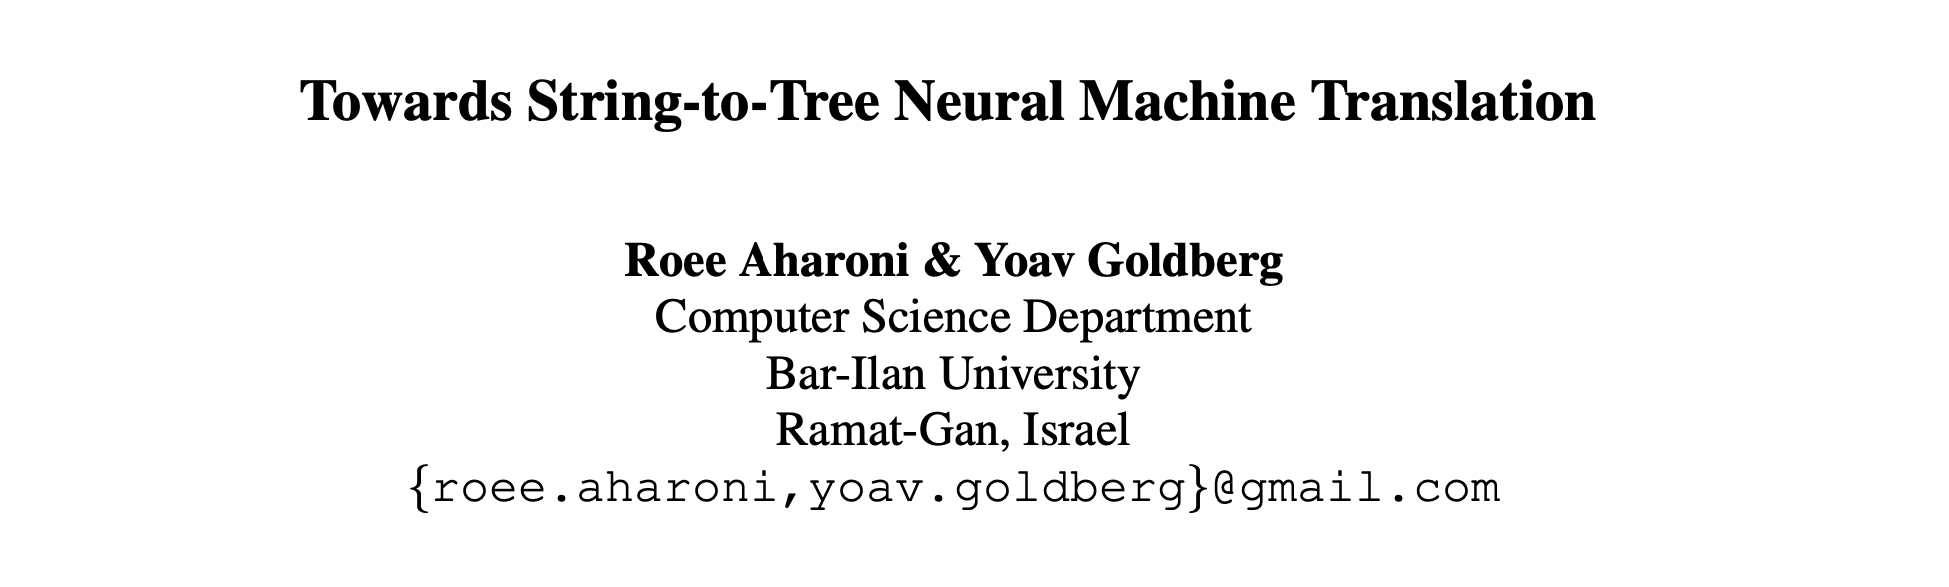 Towards String-to-Tree Neural Machine Translation
Roee Aharoni & Yoav Goldberg
Computer Science Department
Bar-Ilan University
Ramat-Gan, Israel
{roee.aharoni,yoav.goldberg}@gmail.com